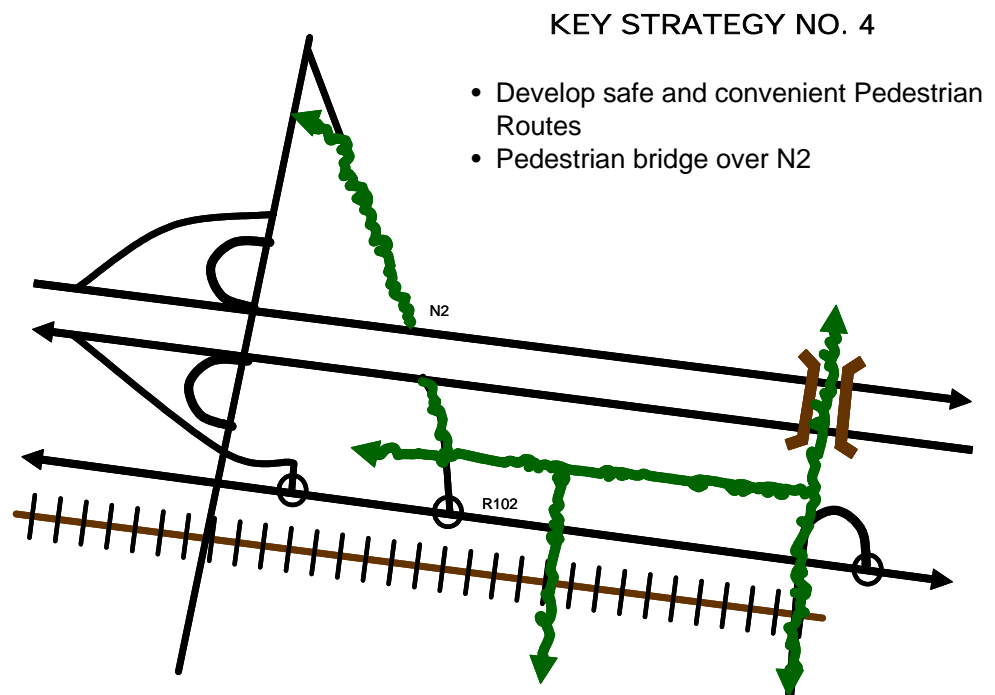 KEY STRATEGY NO. 4
• Develop safe and convenient Pedestrian
Routes
• Pedestrian bridge over N2
N2
R102